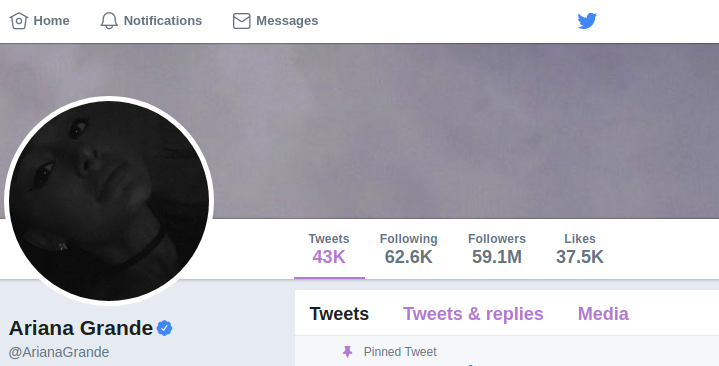 Home Notifications Messages
Tweets Following Followers Likes
43K 62.6K 59.1M 37.5K
Tweets Tweets & replies Media
Ariana Grande
@ArianaGrande
Pinned Tweet